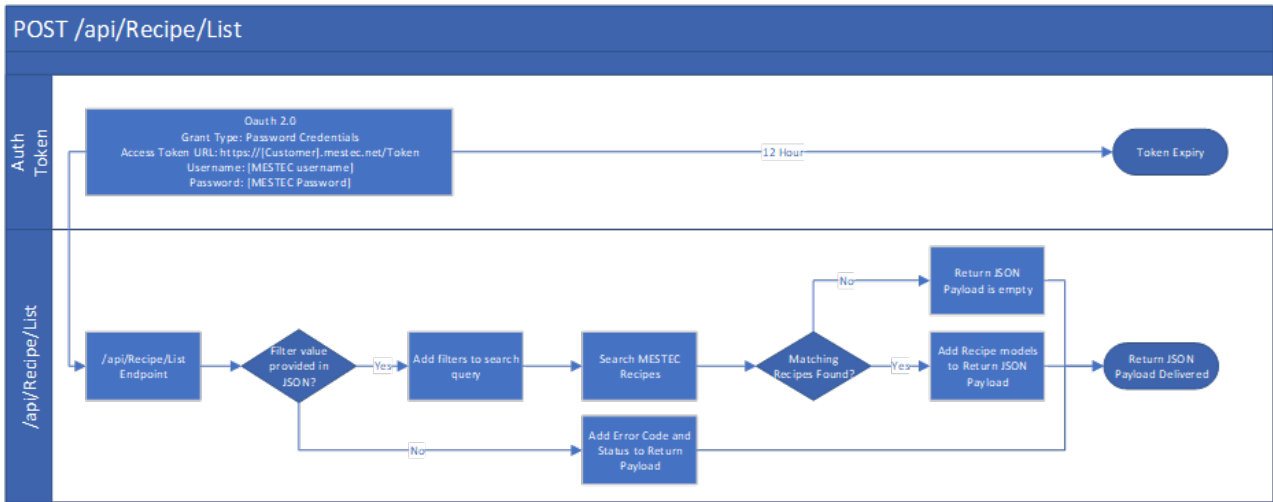 POST /api/Recipe/List
Auth
Token
Oauth 2.0
Grant Type: Password Credentials
Access Token URL: https://[Customer].mestec.net/Token
Username: [MESTEC username]
Password: [MESTEC Password]
12 Hour
Token Expiry
/api/Recipe/List
/api/Recipe/List
Endpoint
Filter value
provided in
JSON?
Yes
Add filters to search
query
Search MESTEC
Recipes
Matching
Recipes Found?
No
Return JSON
Payload is empty
Yes
Add Recipe models
to Return JSON
Payload
Return JSON
Payload Delivered
No
Add Error Code and
Status to Return
Payload